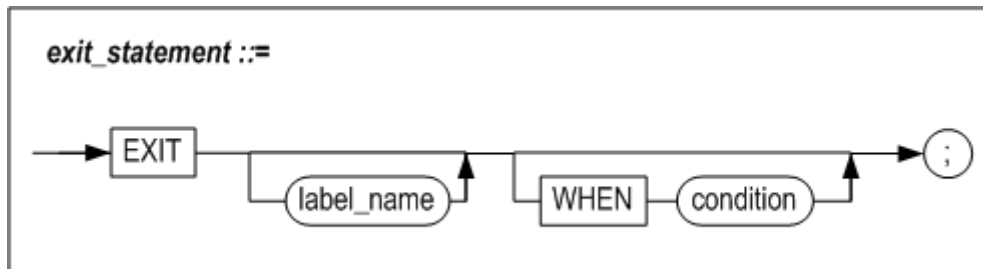 exit_statement ::=
EXIT ;
label_name WHEN condition